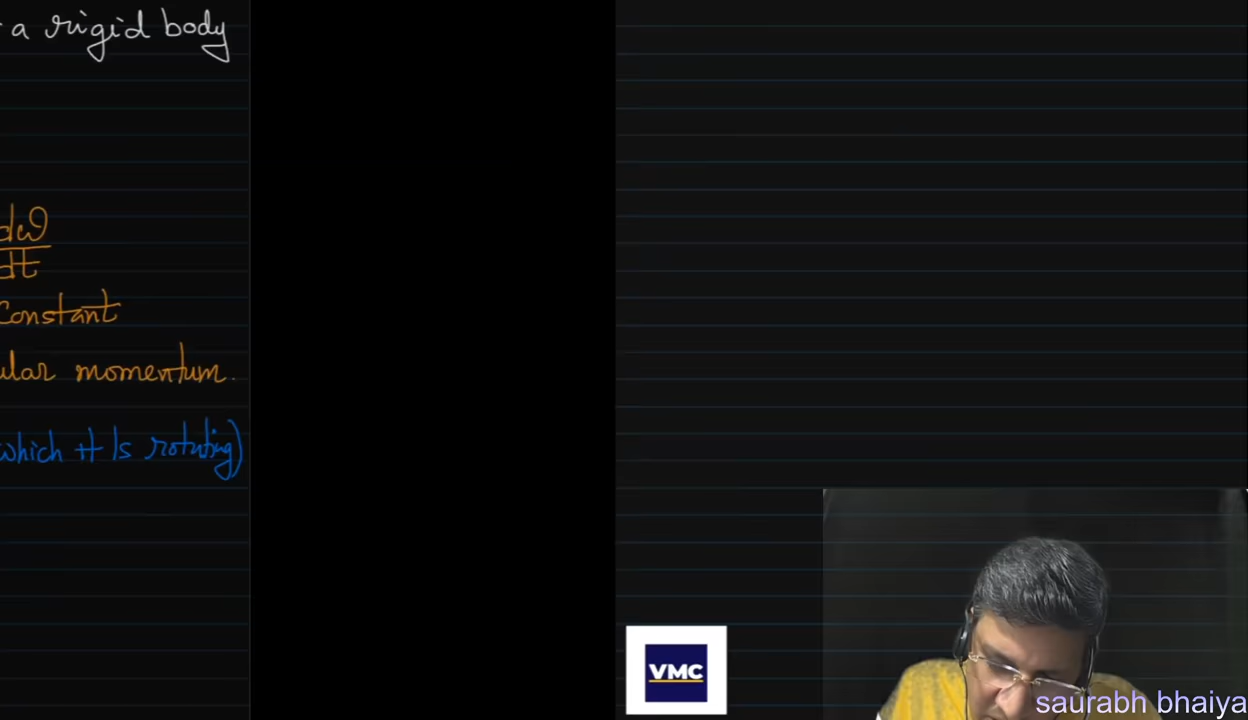 a rigid body
dω
dt
Constant
ular momentum.
which It Is rotating)
VMC
saurabh bhaiya